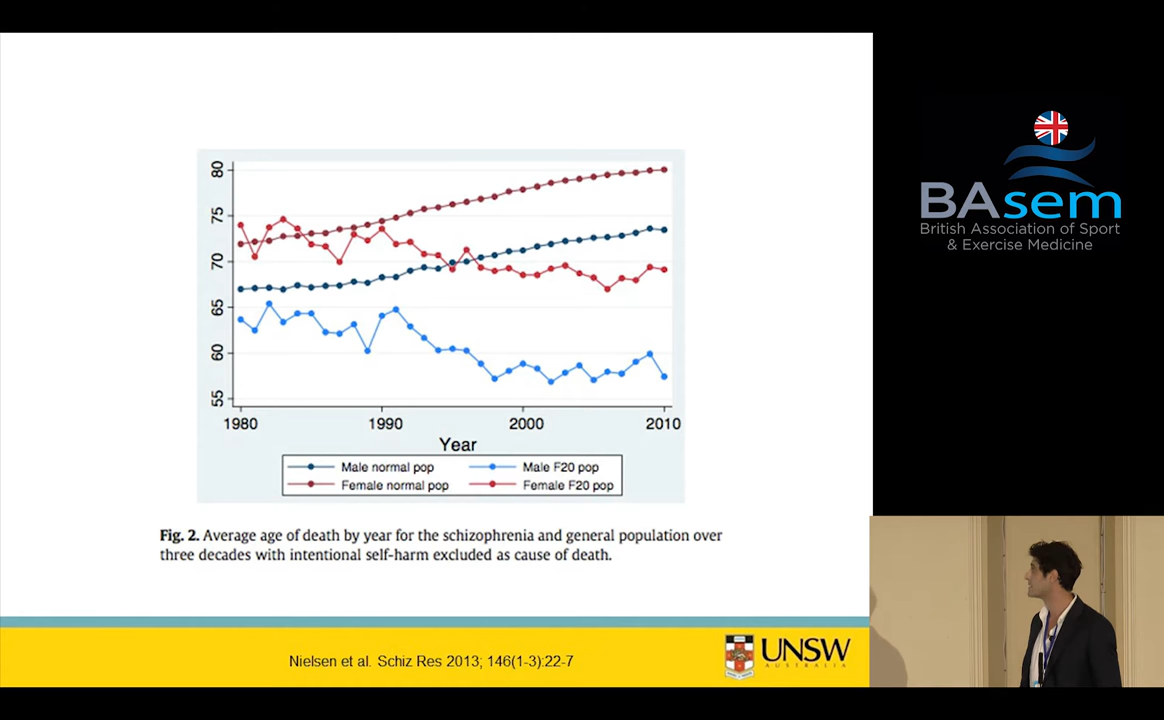 80
75
70
65
60
55
1980
1990
2000
2010
Year
Male normal pop
Male F20 pop
Female normal pop
Female F20 pop
Fig. 2. Average age of death by year for the schizophrenia and general population over
three decades with intentional self-harm excluded as cause of death.
Nielsen et al. Schiz Res 2013; 146(1-3):22-7
UNSW
AUSTRALIA
BAsem
British Association of Sport
& Exercise Medicine